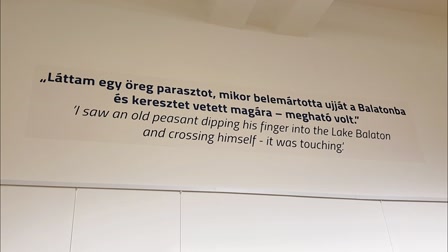 „Láttam egy öreg parasztot, mikor belemártotta ujját a Balatonba
és keresztet vetett magára – megható volt."
'I saw an old peasant dipping his finger into the Lake Balaton
and crossing himself - it was touching'.